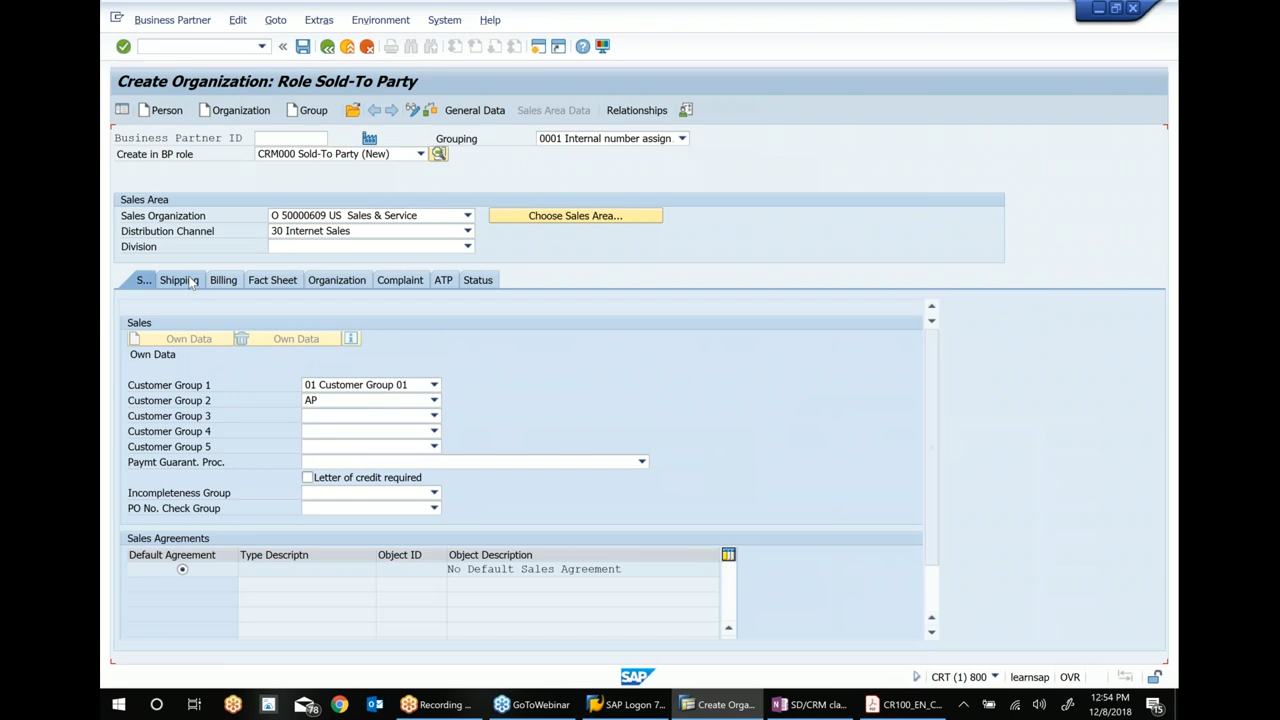 Business Partner Edit Goto Extras Environment System Help
Create Organization: Role Sold-To Party
Person Organization Group General Data Sales Area Data Relationships
Business Partner ID Grouping 0001 Internal number assign.
Create in BP role CRM000 Sold-To Party (New)
Sales Area
Sales Organization O 50000609 US Sales & Service Choose Sales Area...
Distribution Channel 30 Internet Sales
Division
S... Shipping Billing Fact Sheet Organization Complaint ATP Status
Sales
Own Data Own Data
Own Data
Customer Group 1 01 Customer Group 01
Customer Group 2 AP
Customer Group 3
Customer Group 4
Customer Group 5
Paymt Guarant. Proc.
Letter of credit required
Incompleteness Group
PO No. Check Group
Sales Agreements
Default Agreement Type Descriptn Object ID Object Description
No Default Sales Agreement
SAP CRT (1) 800 learnsap OVR
78 Recording ... GoToWebinar SAP Logon 7... Create Orga... SD/CRM cla... CR100_EN_C... 12:54 PM
12/8/2018 15